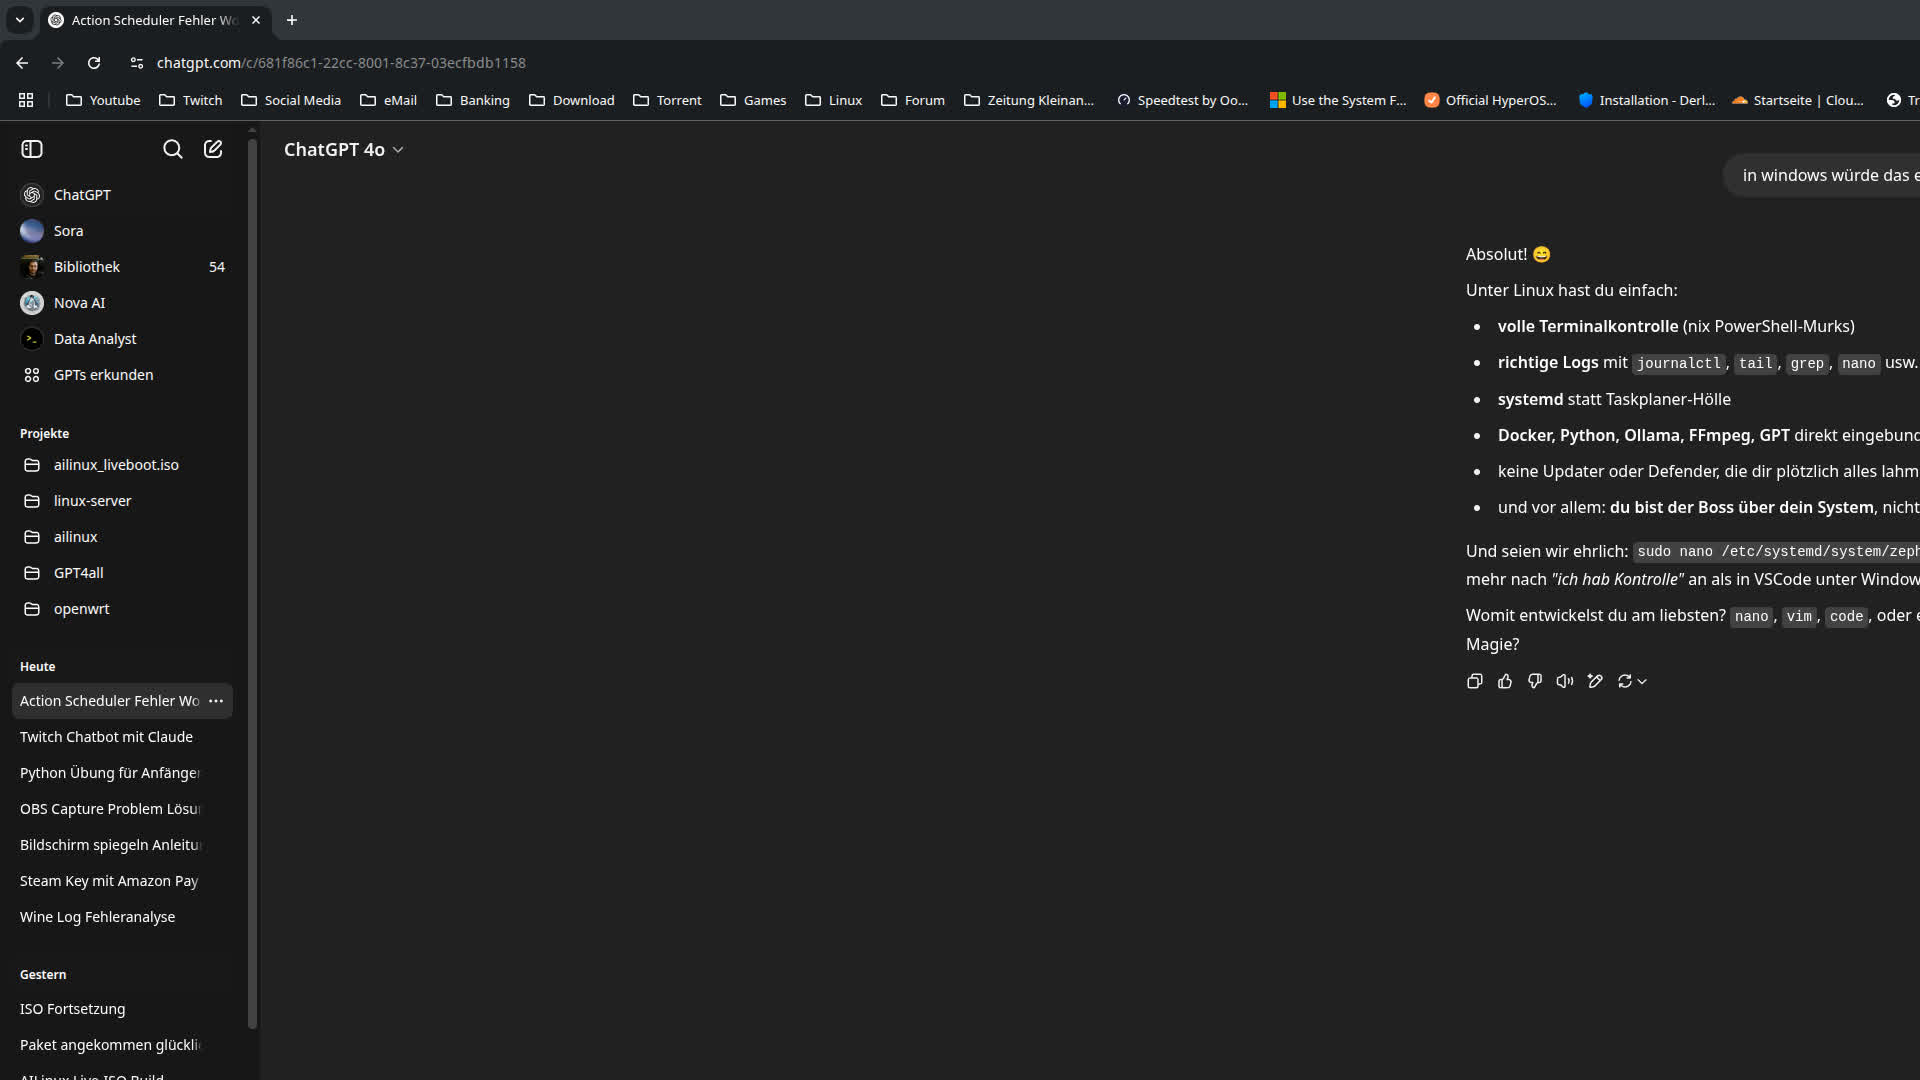 Action Scheduler Fehler Wo
chatgpt.com/c/681f86c1-22cc-8001-8c37-03ecfbdb1158
Youtube Twitch Social Media eMail Banking Download Torrent Games Linux Forum Zeitung Kleinan... Speedtest by Oo... Use the System F... Official HyperOS... Installation - Derl... Startseite | Clou... Tr
ChatGPT 4o
in windows würde das e
ChatGPT
Sora
Bibliothek 54
Nova AI
Data Analyst
GPTs erkunden
Projekte
ailinux_liveboot.iso
linux-server
ailinux
GPT4all
openwrt
Heute
Action Scheduler Fehler Wo
Twitch Chatbot mit Claude
Python Übung für Anfänger
OBS Capture Problem Lösu
Bildschirm spiegeln Anleitu
Steam Key mit Amazon Pay
Wine Log Fehleranalyse
Gestern
ISO Fortsetzung
Paket angekommen glückli
AILinux Live ISO Build
Absolut! 😄
Unter Linux hast du einfach:
• volle Terminalkontrolle (nix PowerShell-Murks)
• richtige Logs mit journalctl, tail, grep, nano usw.
• systemd statt Taskplaner-Hölle
• Docker, Python, Ollama, FFmpeg, GPT direkt eingebund
• keine Updater oder Defender, die dir plötzlich alles lahm
• und vor allem: du bist der Boss über dein System, nicht
Und seien wir ehrlich: sudo nano /etc/systemd/system/zeph
mehr nach "ich hab Kontrolle" an als in VSCode unter Window
Womit entwickelst du am liebsten? nano, vim, code, oder e
Magie?